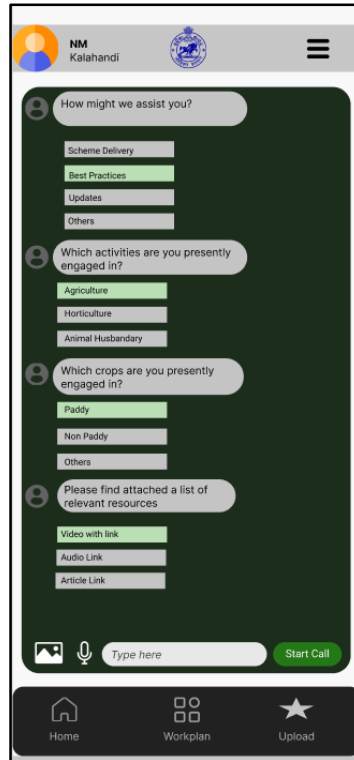 NM
Kalahandi
How might we assist you?
Scheme Delivery
Best Practices
Updates
Others
Which activities are you presently
engaged in?
Agriculture
Horticulture
Animal Husbandary
Which crops are you presently
engaged in?
Paddy
Non Paddy
Others
Please find attached a list of
relevant resources
Video with link
Audio Link
Article Link
Type here
Start Call
Home
Workplan
Upload